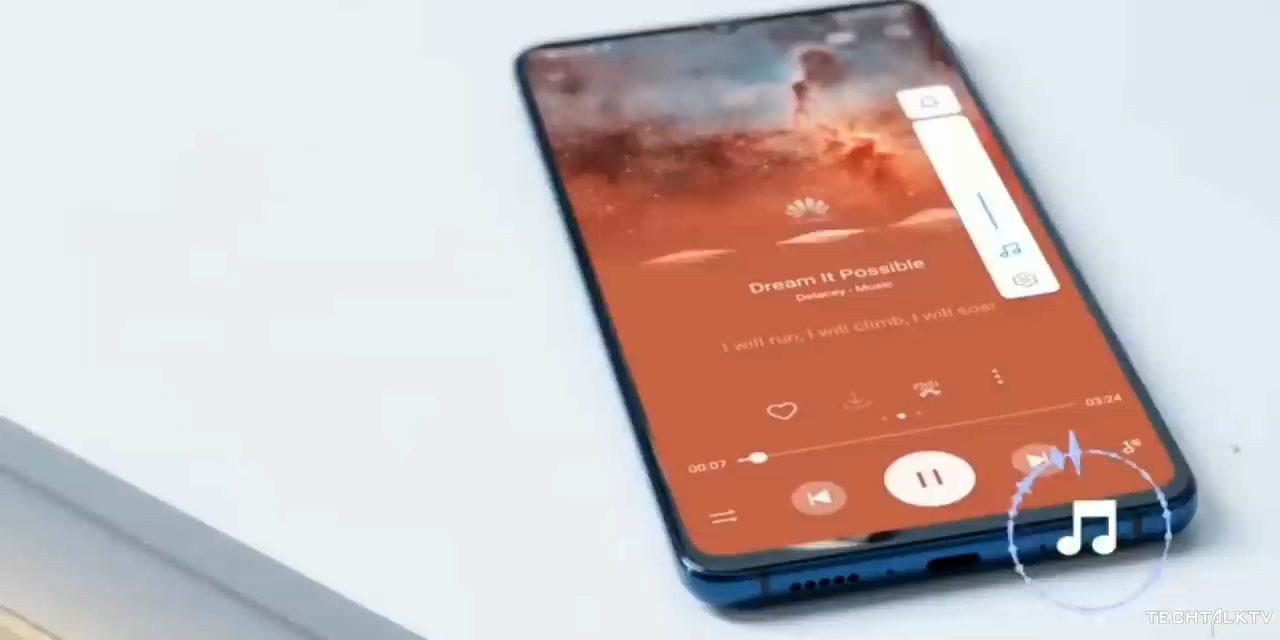 Dream It Possible
Delacey - Music
I will run, I will climb, I will soar
03:24
00:07
TECHTALKTV